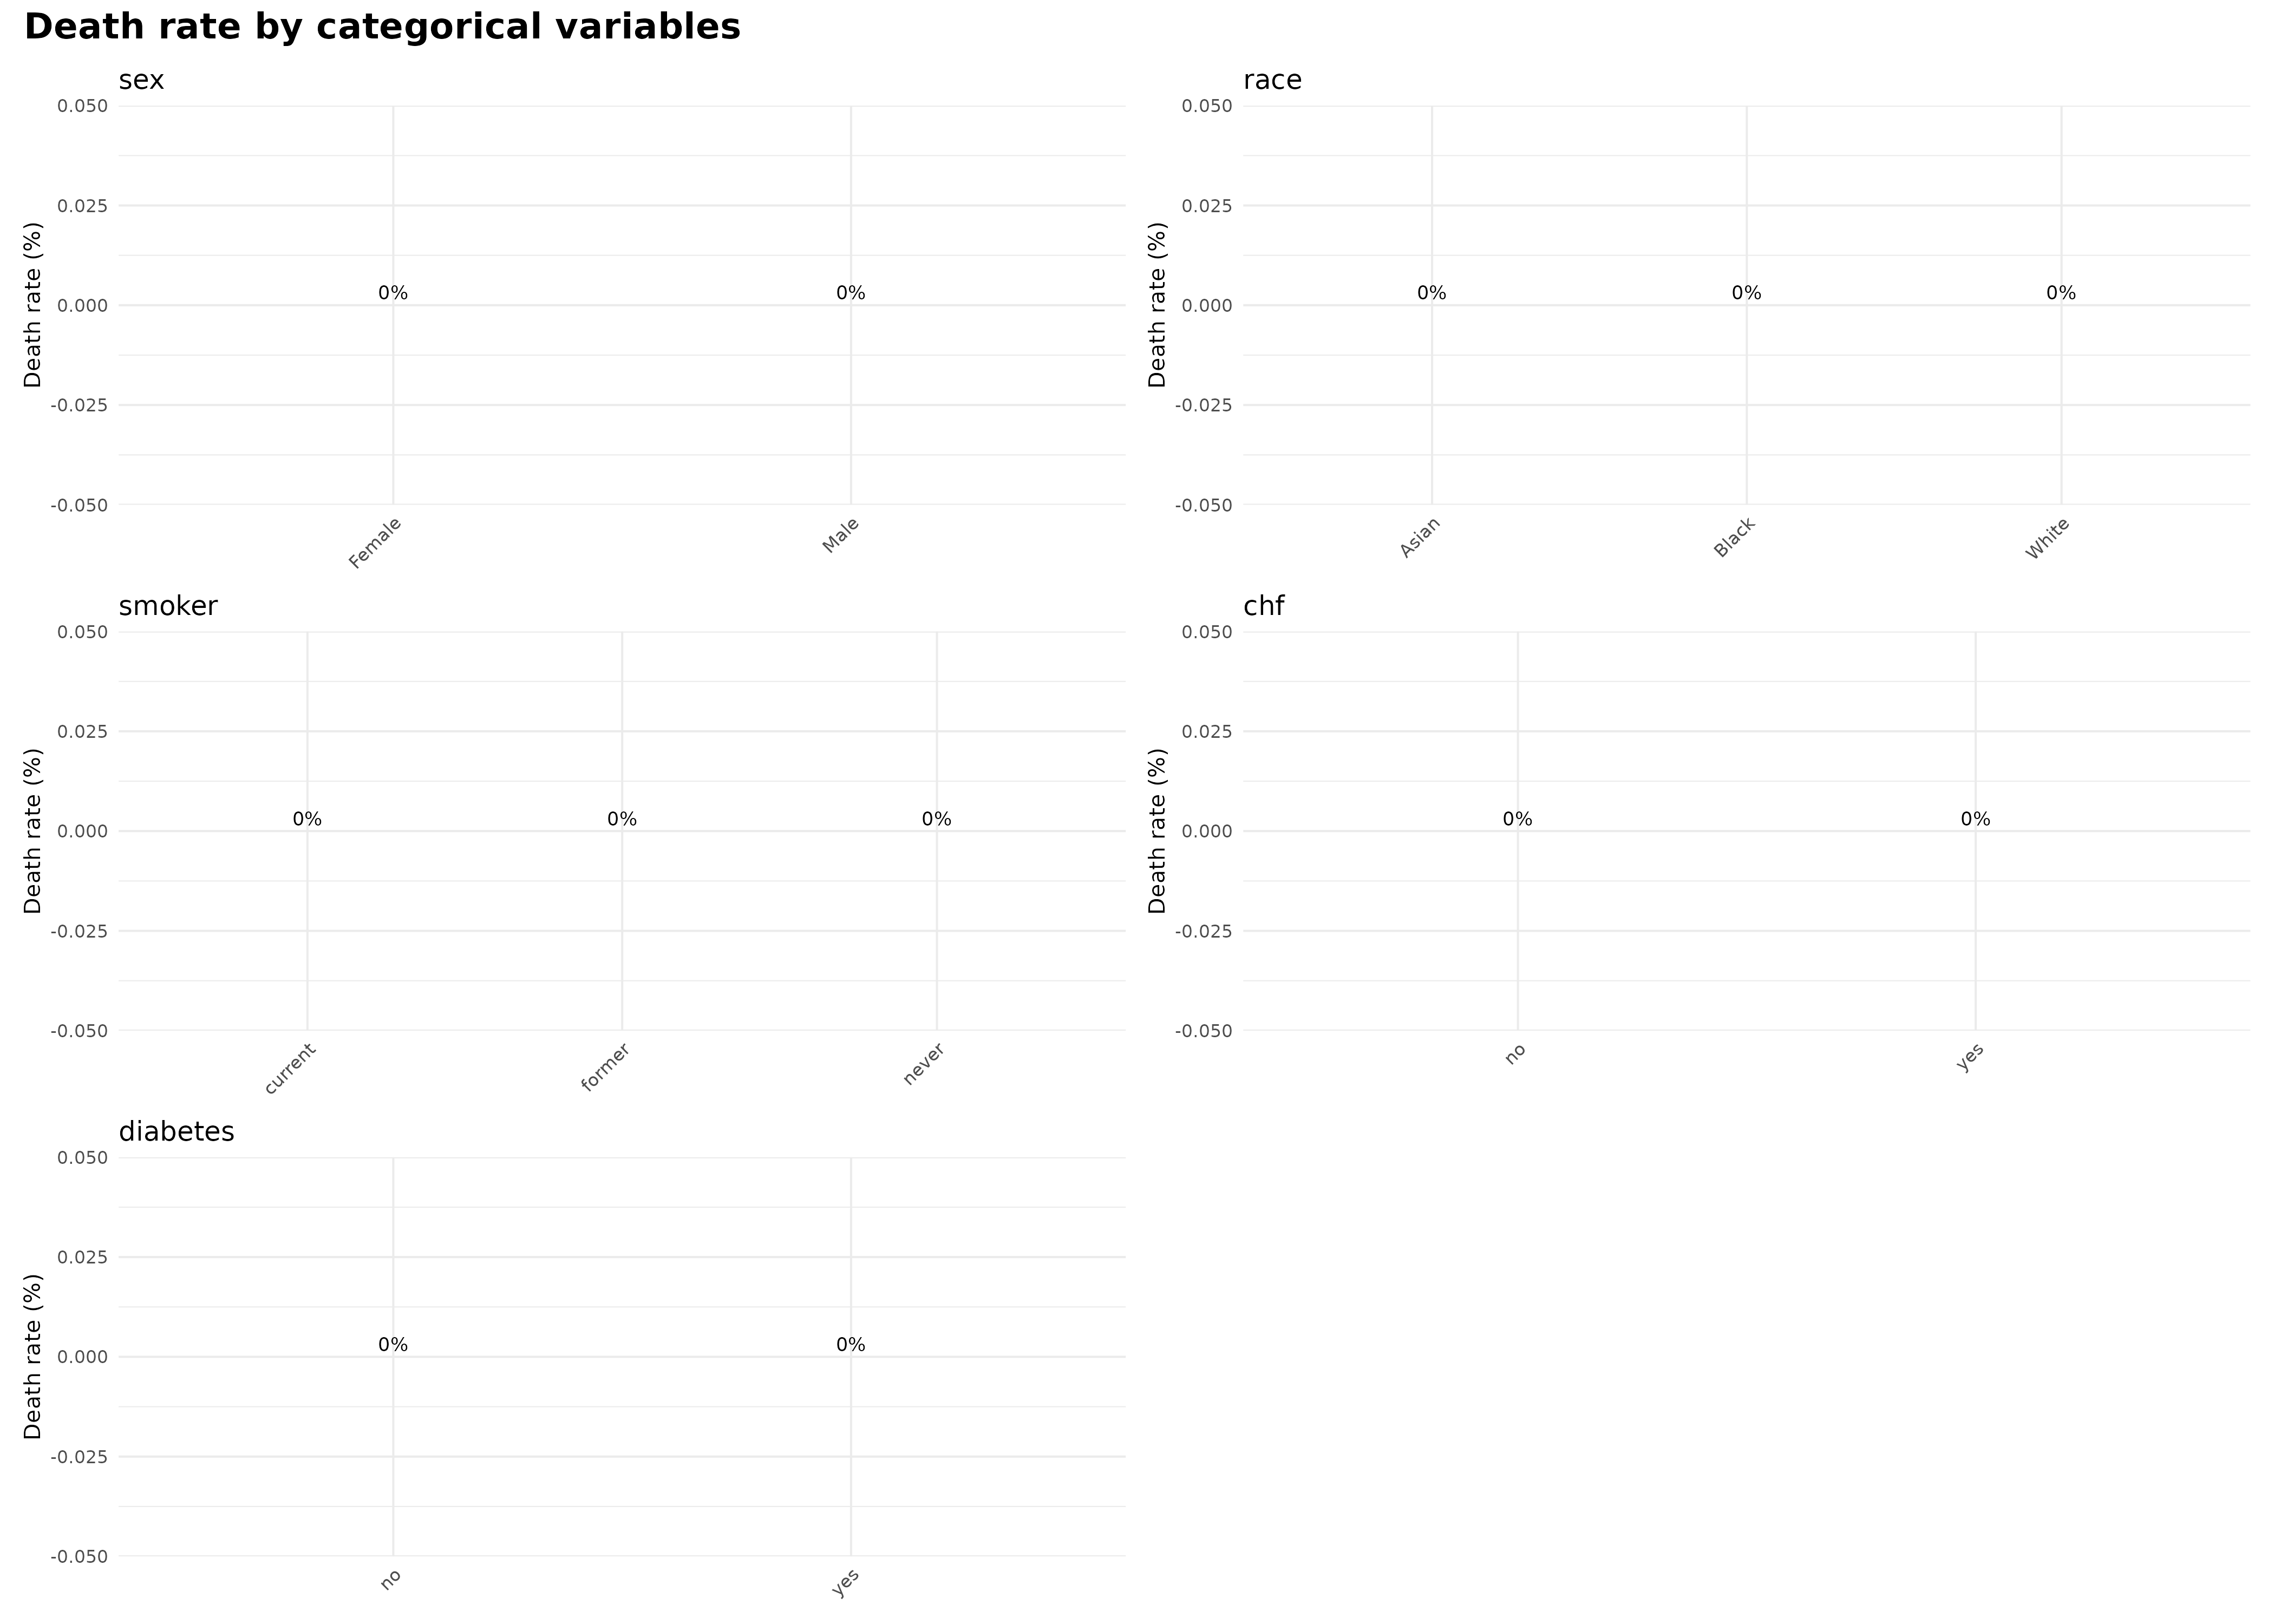 Death rate by categorical variables
sex
0.050
0.025
0.000
-0.025
-0.050
Death rate (%)
0% 0%
Female Male
race
0.050
0.025
0.000
-0.025
-0.050
Death rate (%)
0% 0% 0%
Asian Black White
smoker
0.050
0.025
0.000
-0.025
-0.050
Death rate (%)
0% 0% 0%
current former never
chf
0.050
0.025
0.000
-0.025
-0.050
Death rate (%)
0% 0%
no yes
diabetes
0.050
0.025
0.000
-0.025
-0.050
Death rate (%)
0% 0%
no yes